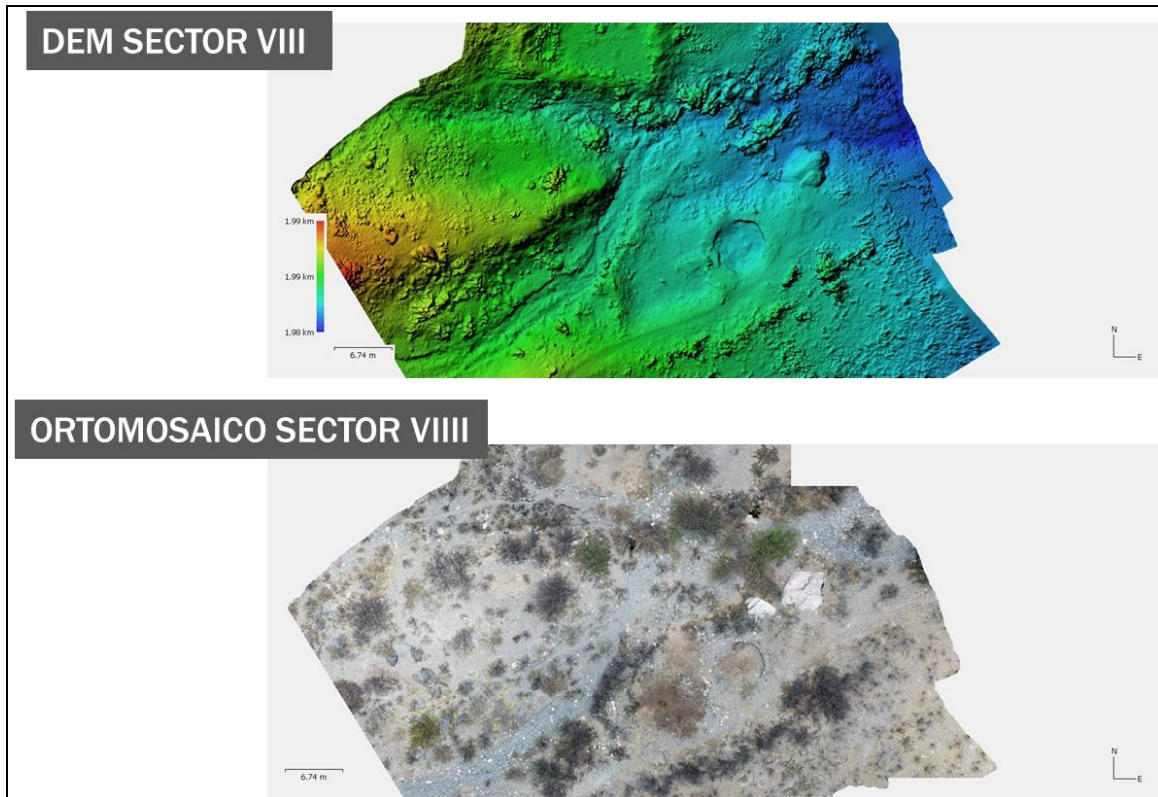 DEM SECTOR VIII
1.99 km
1.99 km
1.98 km
6.74 m
N
E
ORTOMOSAICO SECTOR VIIII
6.74 m
N
E